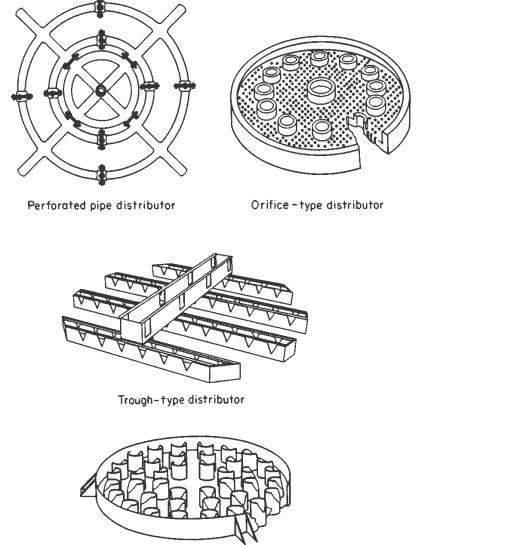 Perforated pipe distributor
Orifice-type distributor
Trough-type distributor